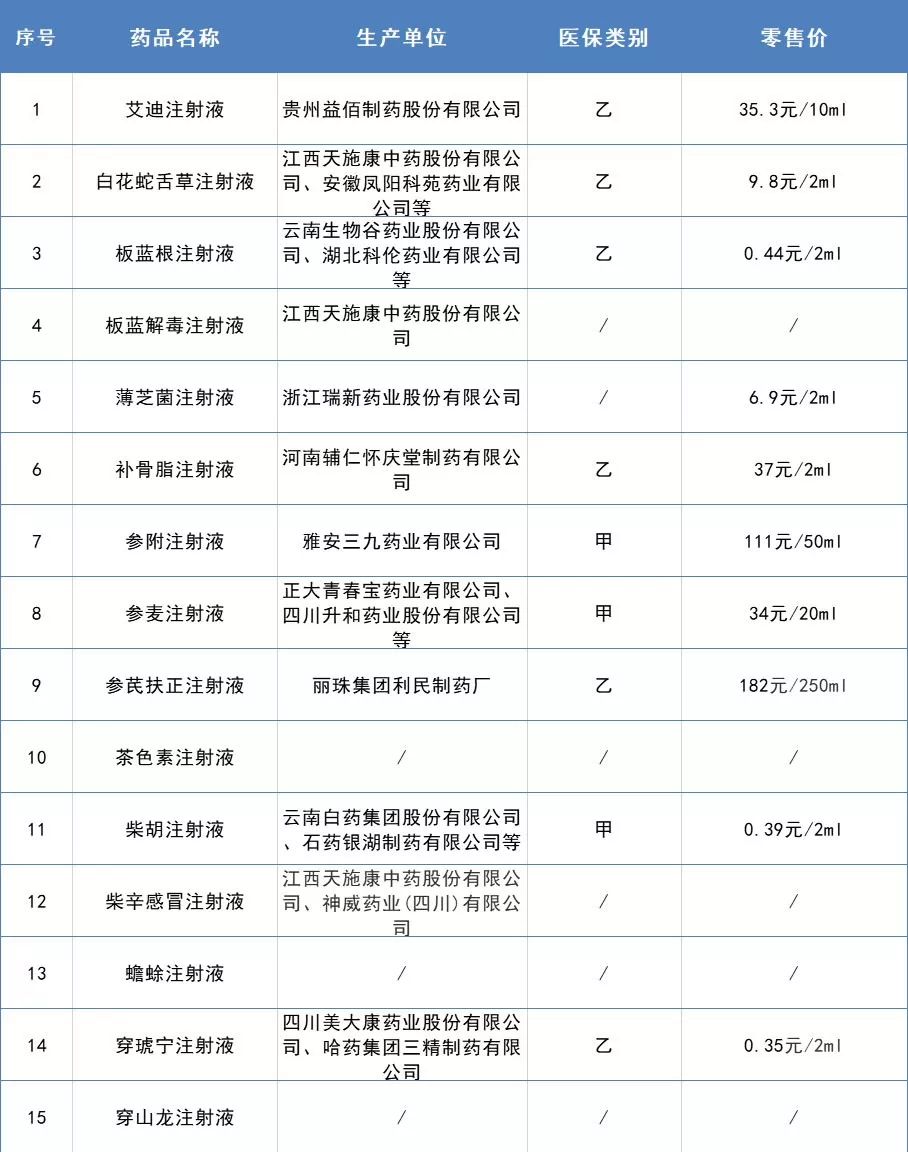 序号 药品名称 生产单位 医保类别 零售价
1 艾迪注射液 贵州益佰制药股份有限公司 乙 35.3元/10ml
2 白花蛇舌草注射液 江西天施康中药股份有限公
司、安徽凤阳科苑药业有限
公司等 乙 9.8元/2ml
3 板蓝根注射液 云南生物谷药业股份有限公
司、湖北科伦药业有限公司
等 乙 0.44元/2ml
4 板蓝解毒注射液 江西天施康中药股份有限公
司 / /
5 薄芝菌注射液 浙江瑞新药业股份有限公司 / 6.9元/2ml
6 补骨脂注射液 河南辅仁怀庆堂制药有限公
司 乙 37元/2ml
7 参附注射液 雅安三九药业有限公司 甲 111元/50ml
8 参麦注射液 正大青春宝药业有限公司、
四川升和药业股份有限公司
等 甲 34元/20ml
9 参芪扶正注射液 丽珠集团利民制药厂 乙 182元/250ml
10 茶色素注射液 / / /
11 柴胡注射液 云南白药集团股份有限公司
、石药银湖制药有限公司等 甲 0.39元/2ml
12 柴辛感冒注射液 江西天施康中药股份有限公
司、神威药业(四川)有限公
司 / /
13 蟾蜍注射液 / / /
14 穿琥宁注射液 四川美大康药业股份有限公
司、哈药集团三精制药有限
公司 乙 0.35元/2ml
15 穿山龙注射液 / / /